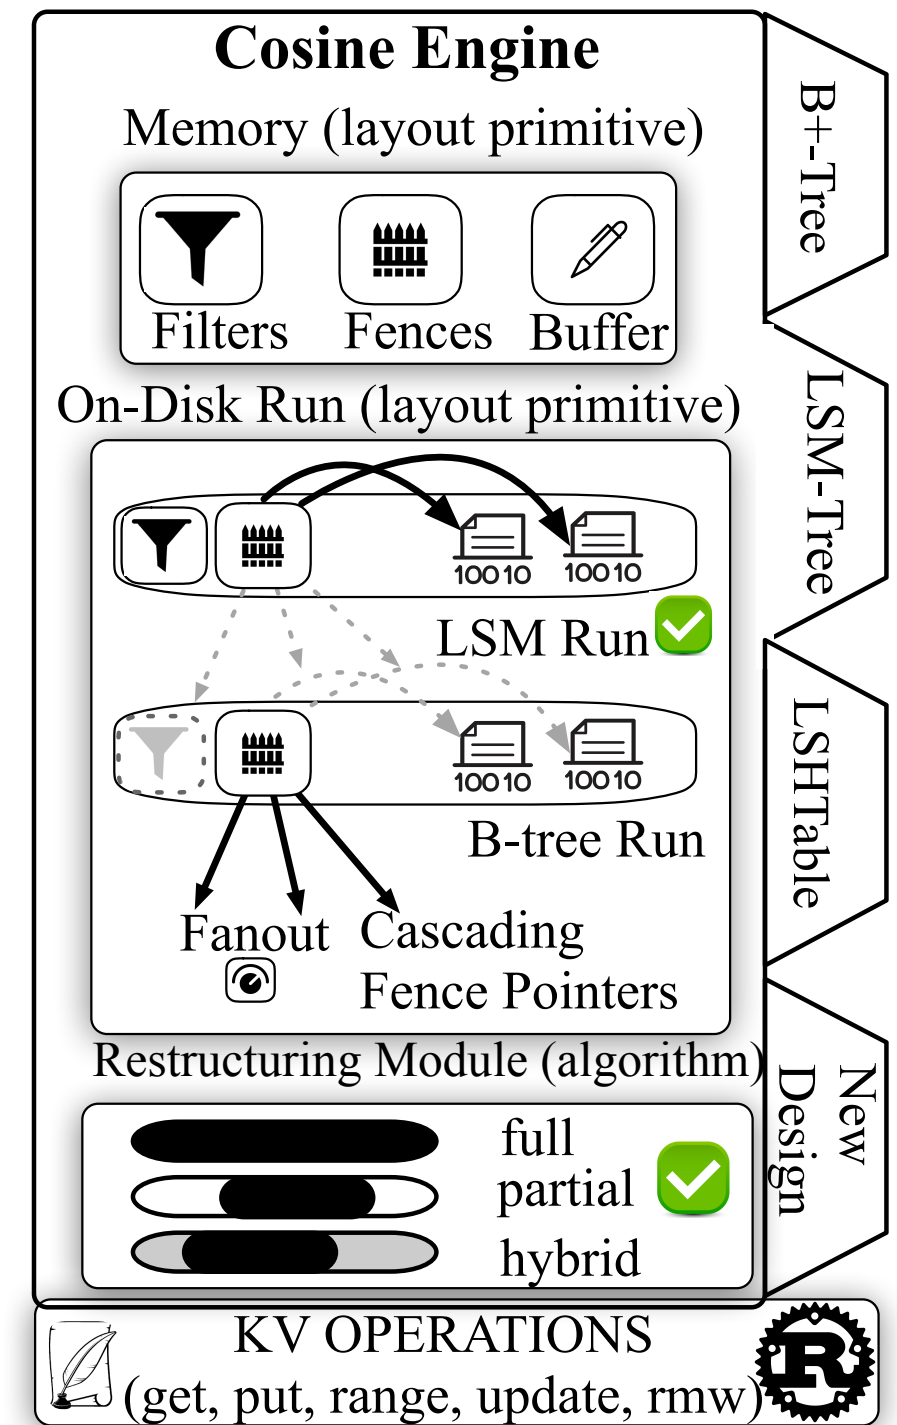 Cosine Engine
Memory (layout primitive)
Filters Fences Buffer
On-Disk Run (layout primitive)
10010 10010
LSM Run
10010 10010
B-tree Run
Fanout
Cascading
Fence Pointers
Restructuring Module (algorithm)
full
partial
hybrid
B+-Tree
LSM-Tree
LSHTable
New
Design
KV OPERATIONS
(get, put, range, update, rmw)
R